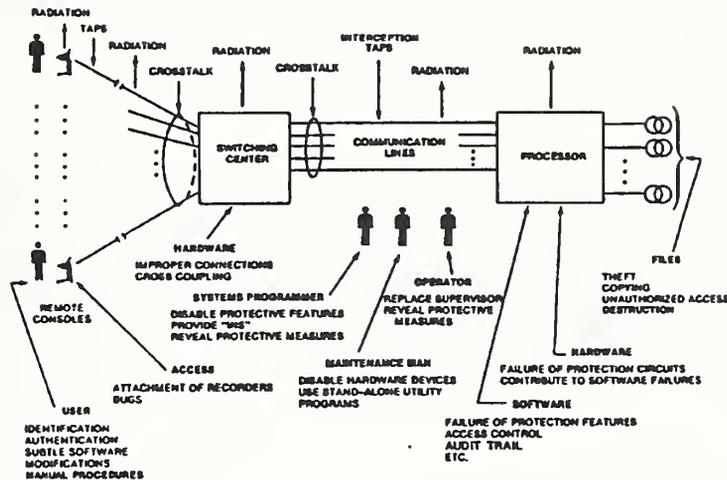 RADIATION
TAPS
RADIATION
CROSSTALK
RADIATION
CROSSTALK
INTERCEPTION
TAPS
RADIATION
RADIATION
SWITCHING
CENTER
COMMUNICATION
LINES
PROCESSOR
HARDWARE
IMPROPER CONNECTIONS
CROSS COUPLING
SYSTEMS PROGRAMMER
DISABLE PROTECTIVE FEATURES
PROVIDE "INS"
REVEAL PROTECTIVE MEASURES
OPERATOR
"REPLACE SUPERVISOR
REVEAL PROTECTIVE
MEASURES
MAINTENANCE MAN
DISABLE HARDWARE DEVICES
USE STAND-ALONE UTILITY
PROGRAMS
FILES
THEFT
COPYING
UNAUTHORIZED ACCESS
DESTRUCTION
HARDWARE
FAILURE OF PROTECTION CIRCUITS
CONTRIBUTE TO SOFTWARE FAILURES
SOFTWARE
FAILURE OF PROTECTION FEATURES
ACCESS CONTROL
AUDIT TRAIL
ETC.
REMOTE
CONSOLES
ACCESS
ATTACHMENT OF RECORDERS
BUGS
USER
IDENTIFICATION
AUTHENTICATION
SUBTLE SOFTWARE
MODIFICATIONS
MANUAL PROCEDURES